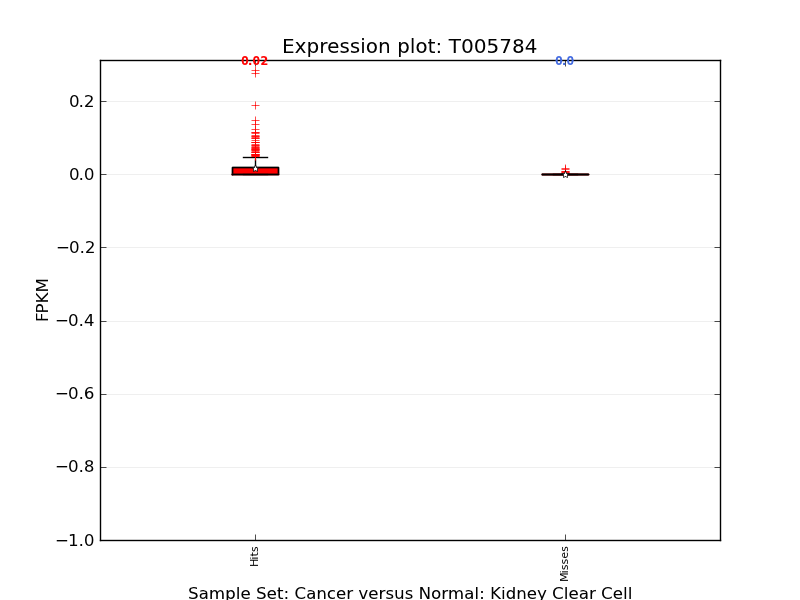 Expression plot: T005784
0.02
0.0
0.2
0.0
−0.2
−0.4
−0.6
−0.8
−1.0
FPKM
Hits
Misses
Sample Set: Cancer versus Normal: Kidney Clear Cell